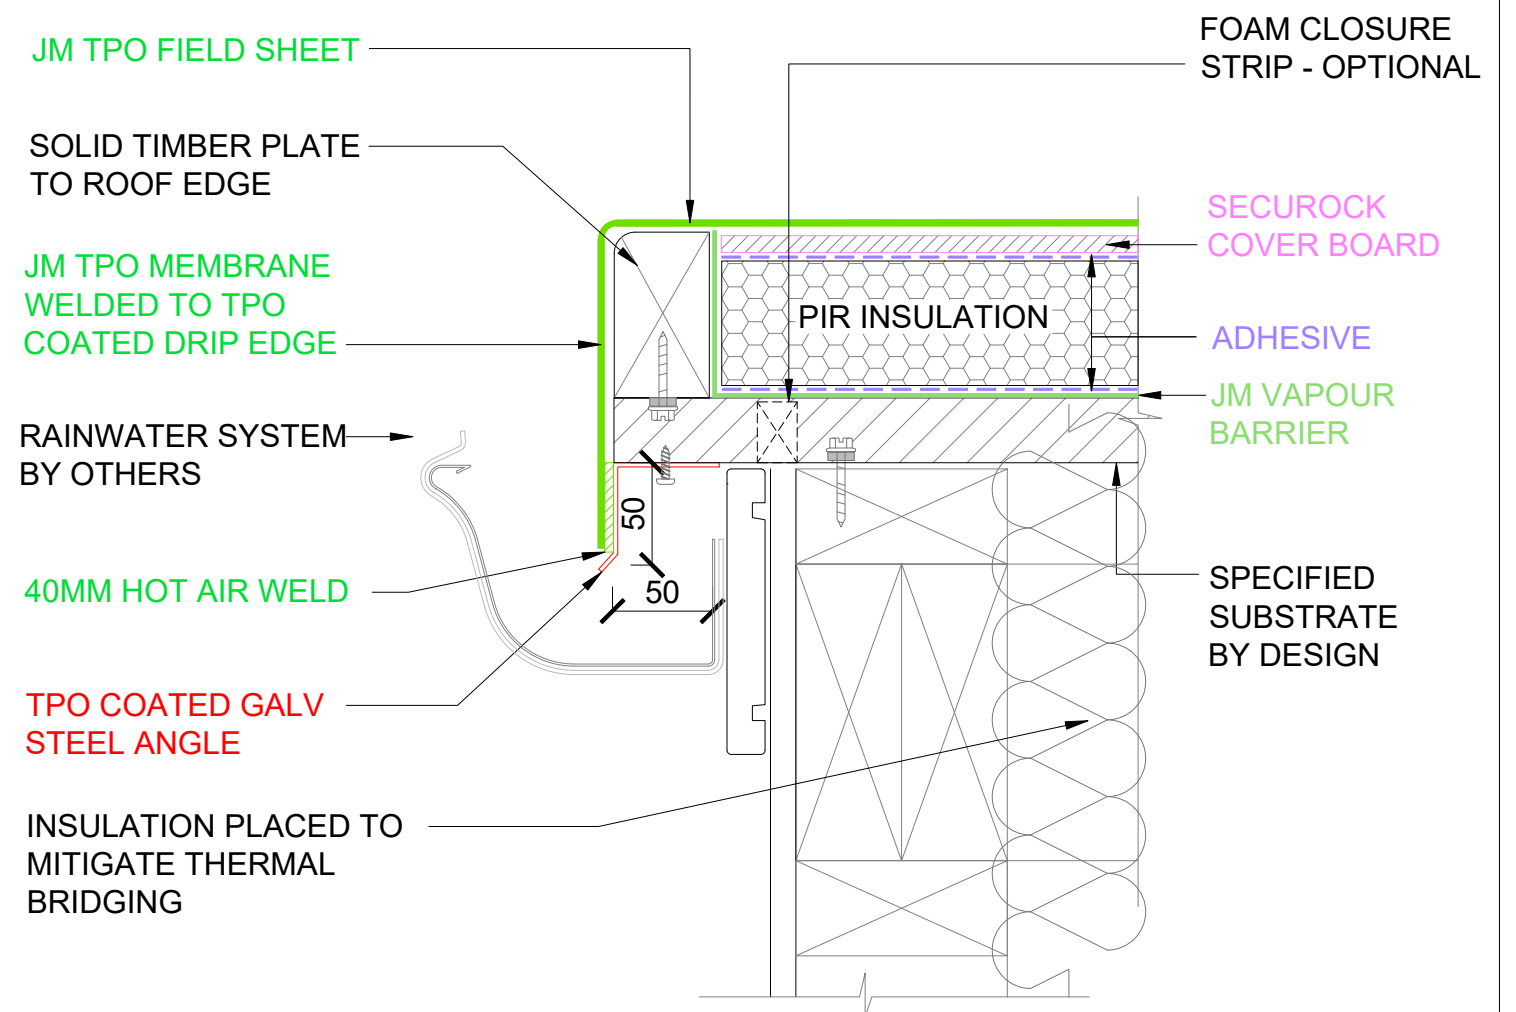 JM TPO FIELD SHEET
SOLID TIMBER PLATE
TO ROOF EDGE
JM TPO MEMBRANE
WELDED TO TPO
COATED DRIP EDGE
RAINWATER SYSTEM
BY OTHERS
40MM HOT AIR WELD
TPO COATED GALV
STEEL ANGLE
INSULATION PLACED TO
MITIGATE THERMAL
BRIDGING
PIR INSULATION
50
50
FOAM CLOSURE
STRIP - OPTIONAL
SECUROCK
COVER BOARD
ADHESIVE
JM VAPOUR
BARRIER
SPECIFIED
SUBSTRATE
BY DESIGN